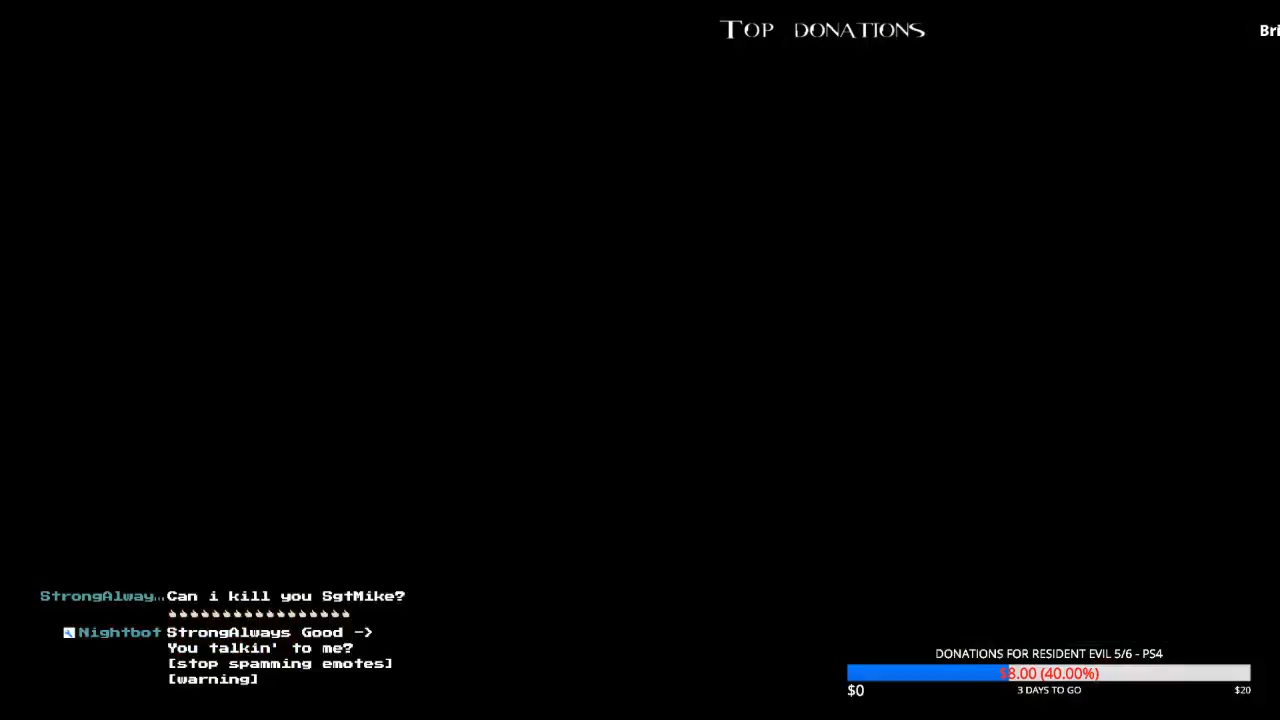 Top donations
Bri
StrongAlway... Can i kill you SgtMike?
Nightbot StrongAlways Good ->
You talkin' to me?
[stop spamming emotes]
[warning]
DONATIONS FOR RESIDENT EVIL 5/6 - PS4
$8.00 (40.00%)
$0 3 DAYS TO GO $20